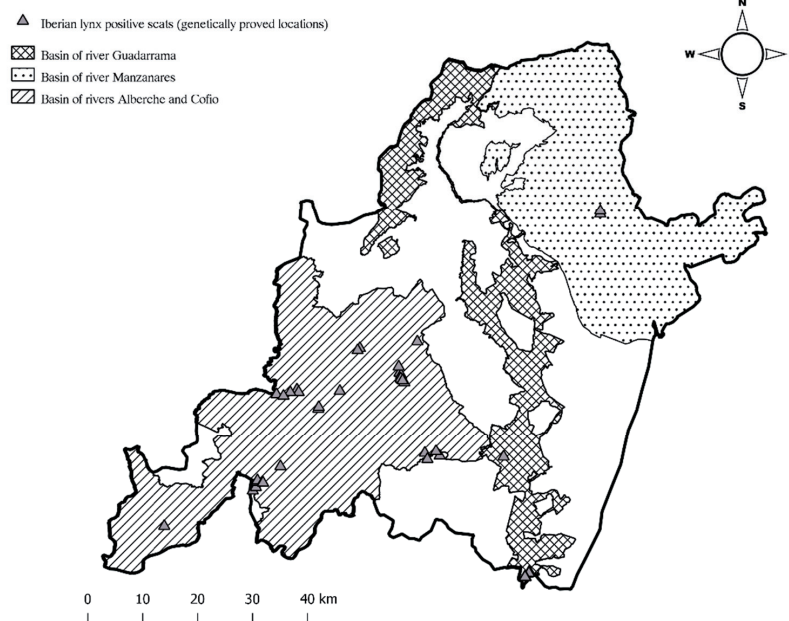 Iberian lynx positive scats (genetically proved locations)
Basin of river Guadarrama
Basin of river Manzanares
Basin of rivers Alberche and Cofio
N
W
S
0 10 20 30 40 km